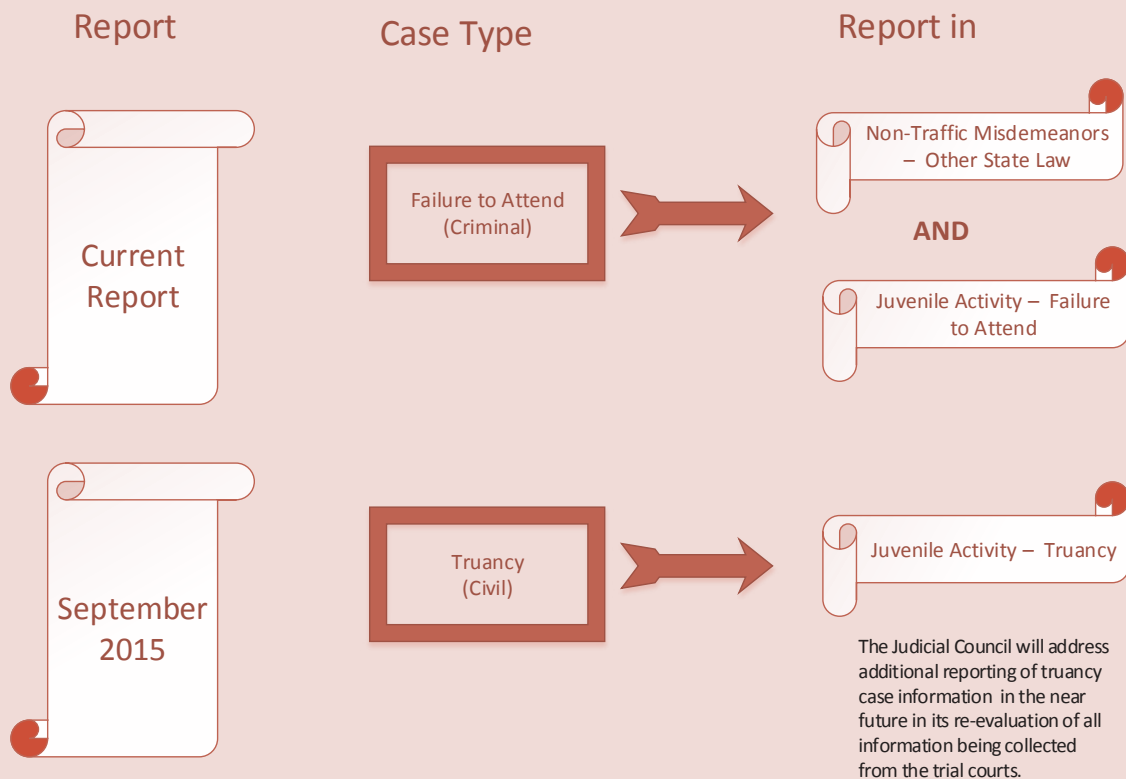 Report
Case Type
Report in
Current
Report
Failure to Attend
(Criminal)
Non-Traffic Misdemeanors
– Other State Law
AND
Juvenile Activity – Failure
to Attend
September
2015
Truancy
(Civil)
Juvenile Activity – Truancy
The Judicial Council will address
additional reporting of truancy
case information in the near
future in its re-evaluation of all
information being collected
from the trial courts.